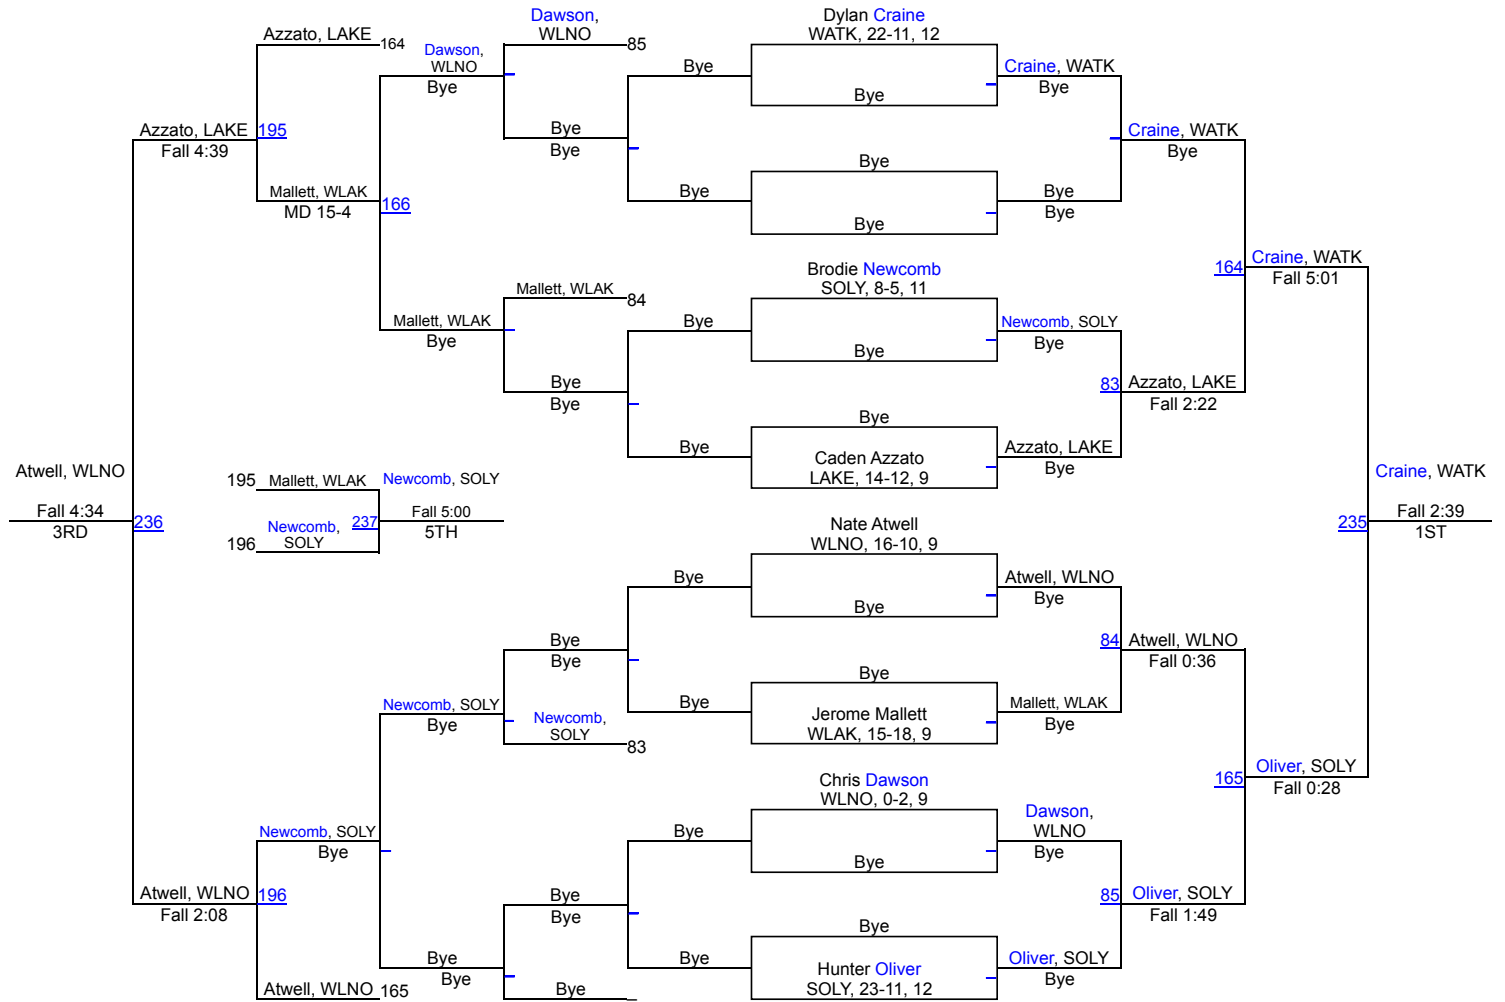 Azzato, LAKE
164
Dawson,
WLNO
85
Dylan Craine
WATK, 22-11, 12
Dawson,
WLNO
Bye
Bye
Bye
Craine, WATK
Bye
Azzato, LAKE
195
Fall 4:39
Bye
Bye
Craine, WATK
Bye
Mallett, WLAK
MD 15-4
166
Bye
Bye
Bye
Bye
Bye
Brodie Newcomb
SOLY, 8-5, 11
164
Craine, WATK
Fall 5:01
Mallett, WLAK
84
Mallett, WLAK
Bye
Bye
Bye
Newcomb, SOLY
Bye
Bye
Bye
83
Azzato, LAKE
Fall 2:22
Bye
Bye
Caden Azzato
LAKE, 14-12, 9
Azzato, LAKE
Bye
Atwell, WLNO
Fall 4:34
3RD
236
195
Mallett, WLAK
Newcomb,
SOLY
196
237
Newcomb, SOLY
Fall 5:00
5TH
Craine, WATK
235
Fall 2:39
1ST
Nate Atwell
WLNO, 16-10, 9
Bye
Bye
Atwell, WLNO
Bye
Bye
Bye
84
Atwell, WLNO
Fall 0:36
Newcomb, SOLY
Bye
Newcomb,
SOLY
83
Bye
Bye
Jerome Mallett
WLAK, 15-18, 9
Mallett, WLAK
Bye
165
Oliver, SOLY
Fall 0:28
Chris Dawson
WLNO, 0-2, 9
Newcomb, SOLY
Bye
Bye
Bye
Dawson,
WLNO
Bye
Atwell, WLNO
196
Fall 2:08
Bye
Bye
85
Oliver, SOLY
Fall 1:49
Bye
Bye
Bye
Bye
Hunter Oliver
SOLY, 23-11, 12
Oliver, SOLY
Bye
Atwell, WLNO
165
Bye